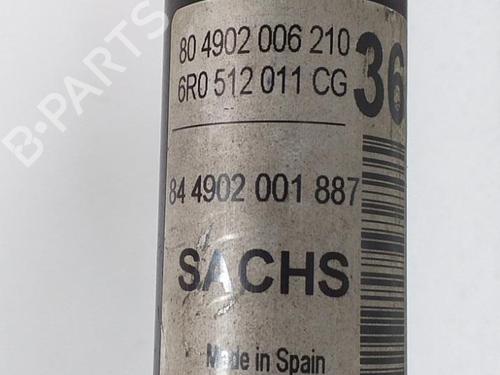 80 4902 006 210
6R0 512 011 CG
36
84 4902 001 887
SACHS
Made in Spain
B-PARTS